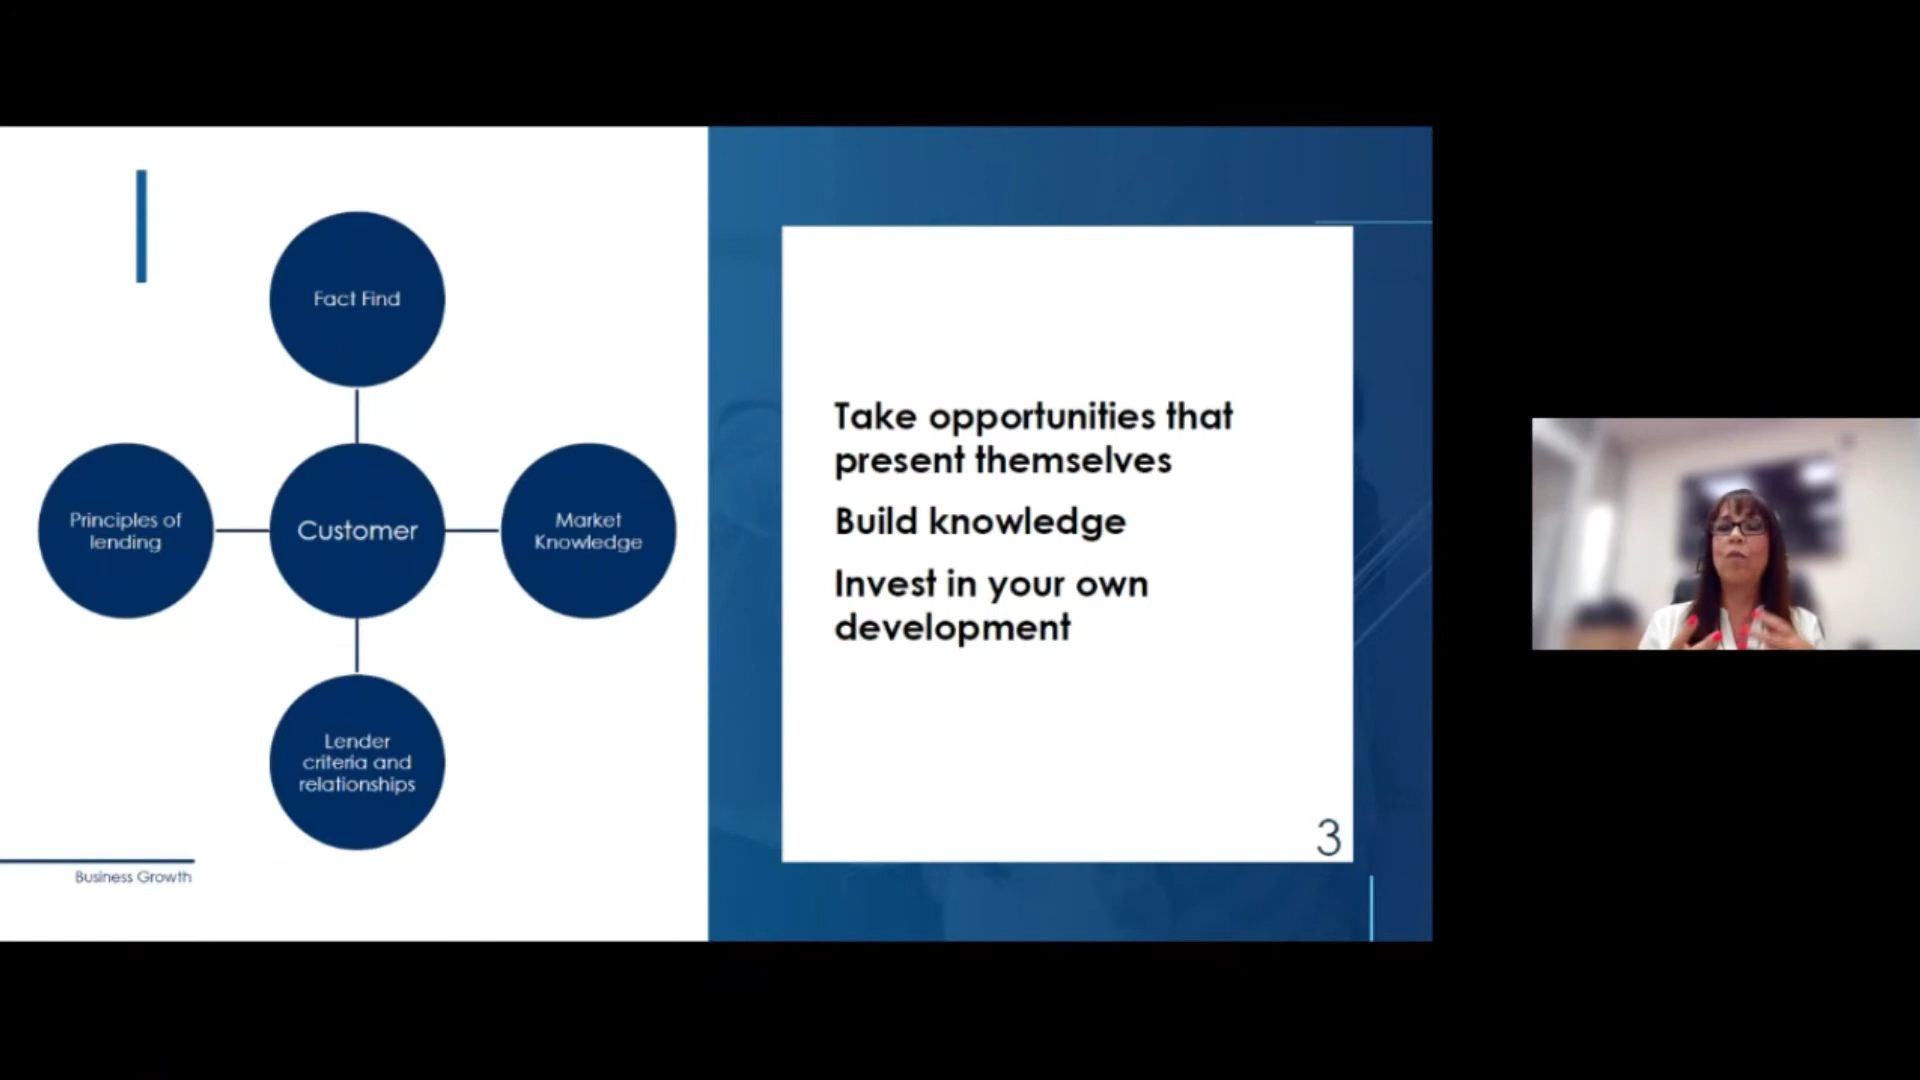 Fact Find
Principles of
lending
Customer
Market
Knowledge
Lender
criteria and
relationships
Business Growth
Take opportunities that
present themselves
Build knowledge
Invest in your own
development
3